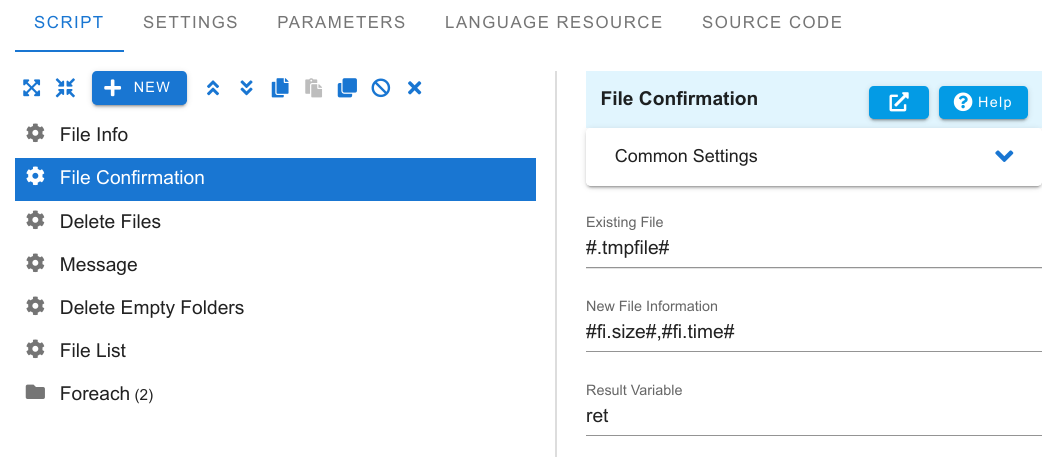 SCRIPT SETTINGS PARAMETERS LANGUAGE RESOURCE SOURCE CODE
NEW
File Info
File Confirmation
Delete Files
Message
Delete Empty Folders
File List
Foreach (2)
File Confirmation
Help
Common Settings
Existing File
#.tmpfile#
New File Information
#fi.size#,#fi.time#
Result Variable
ret